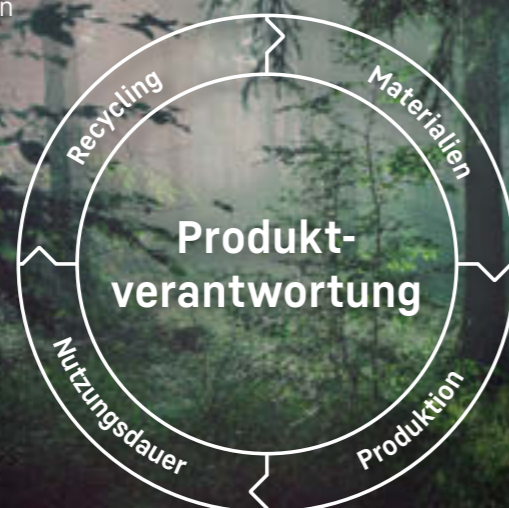 Produkt-
verantwortung
Materialien
Produktion
Nutzungsdauer
Recycling